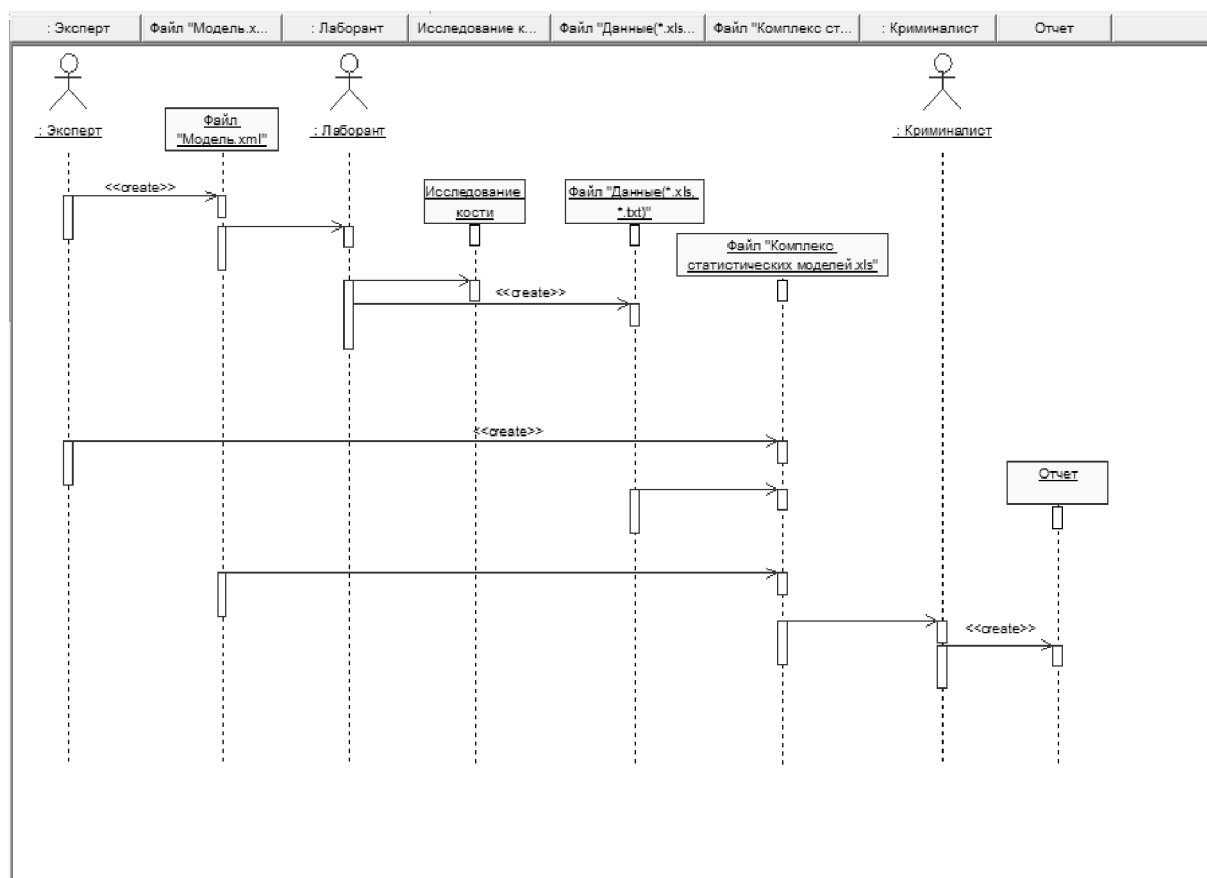 : Эксперт
Файл "Модель.x...
: Лаборант
Исследование к...
Файл "Данные(*.xls...
Файл "Комплекс ст...
: Криминалист
Отчет
: Эксперт
Файл
"Модель.xml"
: Лаборант
: Криминалист
<<create>>
Исследование
кости
Файл "Данные(*.xls,
*.txt)"
Файл "Комплекс
статистических моделей.xls"
<<create>>
<<create>>
Отчет
<<create>>